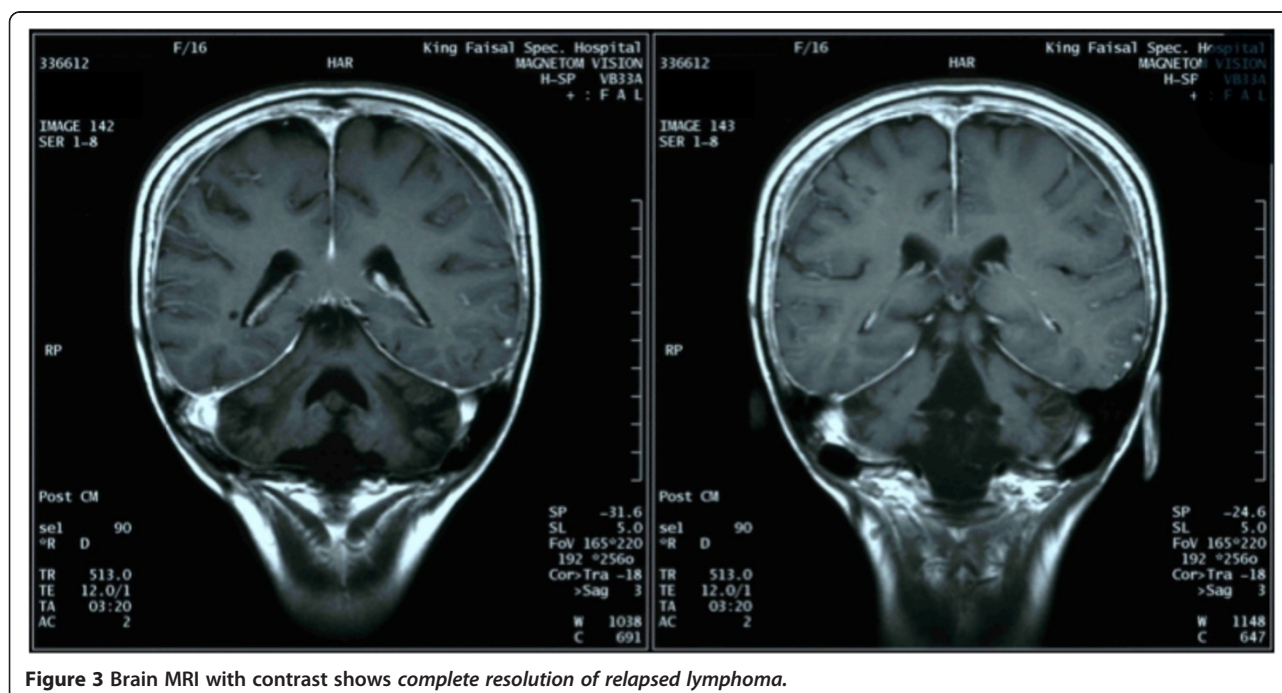 F/16
King Faisal Spec. Hospital
336612
HAR
MAGNETOM VISION
H-SP VB33A
+ : F A L
IMAGE 142
SER 1-8
RP
Post CM
sel 90
*R D
TR 513.0
TE 12.0/1
TA 03:20
AC 2
SP -31.6
SL 5.0
FoV 165*220
192 *256o
Cor>Tra -18
>Sag 3
W 1038
C 691
F/16
King Faisal Spec. Hospital
336612
HAR
MAGNETOM VISION
H-SP VB33A
+ : F A L
IMAGE 143
SER 1-8
RP
Post CM
sel 90
*R D
TR 513.0
TE 12.0/1
TA 03:20
AC 2
SP -24.6
SL 5.0
FoV 165*220
192 *256o
Cor>Tra -18
>Sag 3
W 1148
C 647
Figure 3 Brain MRI with contrast shows complete resolution of relapsed lymphoma.